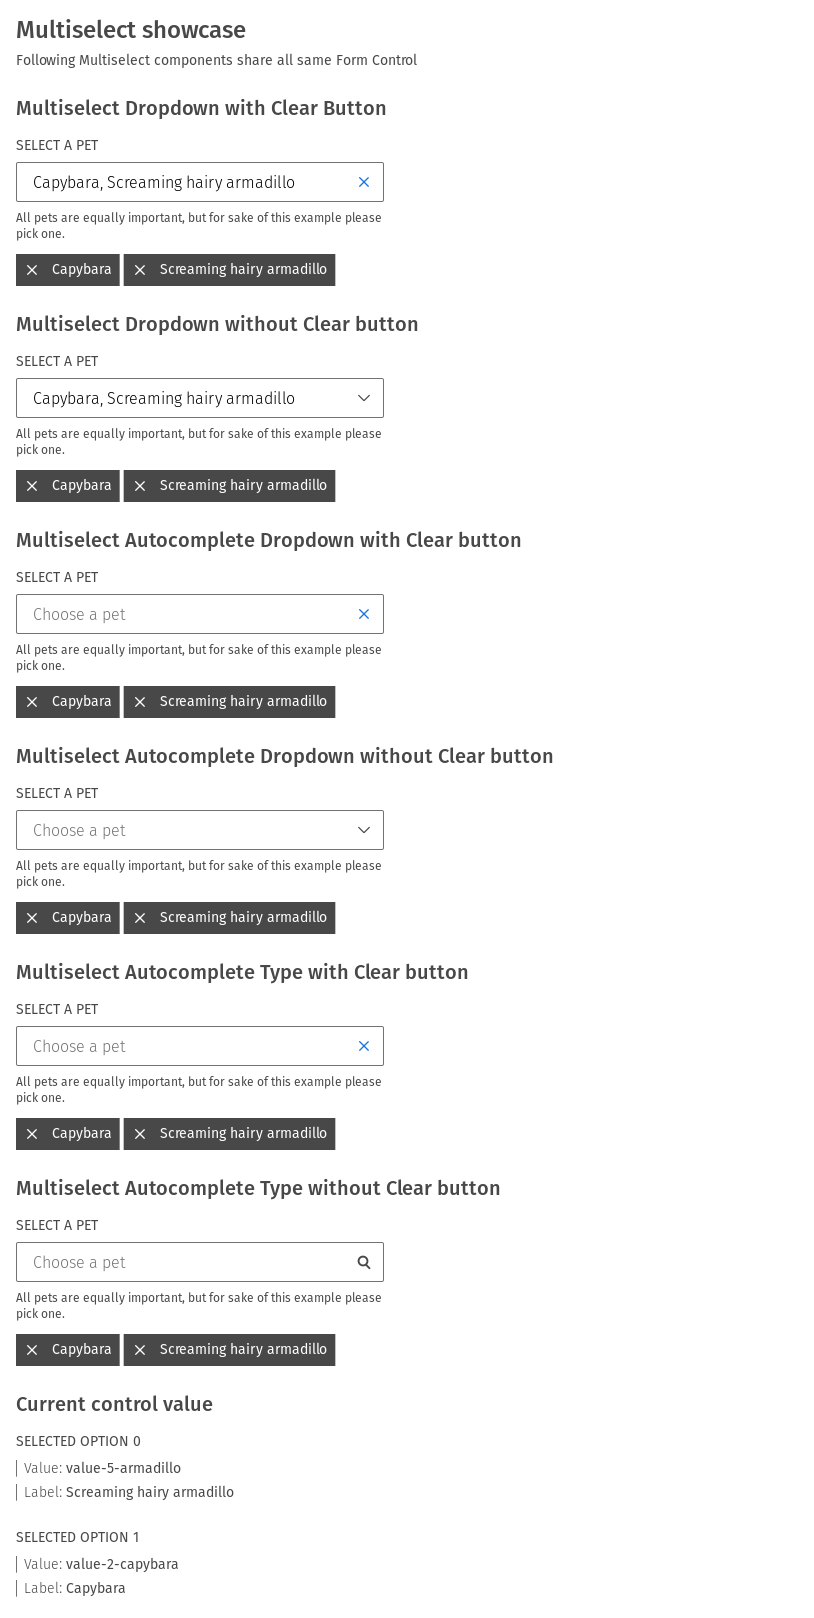 Multiselect showcase
Following Multiselect components share all same Form Control
Multiselect Dropdown with Clear Button
SELECT A PET
Capybara, Screaming hairy armadillo
All pets are equally important, but for sake of this example please
pick one.
Capybara Screaming hairy armadillo
Multiselect Dropdown without Clear button
SELECT A PET
Capybara, Screaming hairy armadillo
All pets are equally important, but for sake of this example please
pick one.
Capybara Screaming hairy armadillo
Multiselect Autocomplete Dropdown with Clear button
SELECT A PET
Choose a pet
All pets are equally important, but for sake of this example please
pick one.
Capybara Screaming hairy armadillo
Multiselect Autocomplete Dropdown without Clear button
SELECT A PET
Choose a pet
All pets are equally important, but for sake of this example please
pick one.
Capybara Screaming hairy armadillo
Multiselect Autocomplete Type with Clear button
SELECT A PET
Choose a pet
All pets are equally important, but for sake of this example please
pick one.
Capybara Screaming hairy armadillo
Multiselect Autocomplete Type without Clear button
SELECT A PET
Choose a pet
All pets are equally important, but for sake of this example please
pick one.
Capybara Screaming hairy armadillo
Current control value
SELECTED OPTION 0
Value: value-5-armadillo
Label: Screaming hairy armadillo
SELECTED OPTION 1
Value: value-2-capybara
Label: Capybara